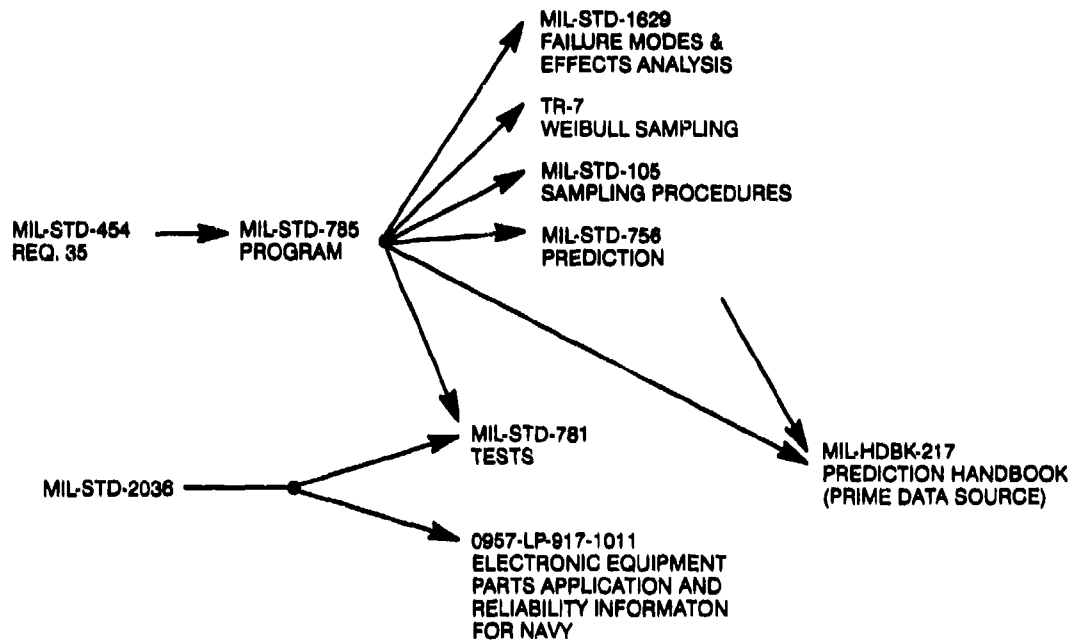 MIL-STD-1629
FAILURE MODES &
EFFECTS ANALYSIS
TR-7
WEIBULL SAMPLING
MIL-STD-105
SAMPLING PROCEDURES
MIL-STD-454
REQ. 35
MIL-STD-785
PROGRAM
MIL-STD-756
PREDICTION
MIL-STD-781
TESTS
MIL-HDBK-217
PREDICTION HANDBOOK
(PRIME DATA SOURCE)
MIL-STD-2036
0957-LP-917-1011
ELECTRONIC EQUIPMENT
PARTS APPLICATION AND
RELIABILITY INFORMATON
FOR NAVY